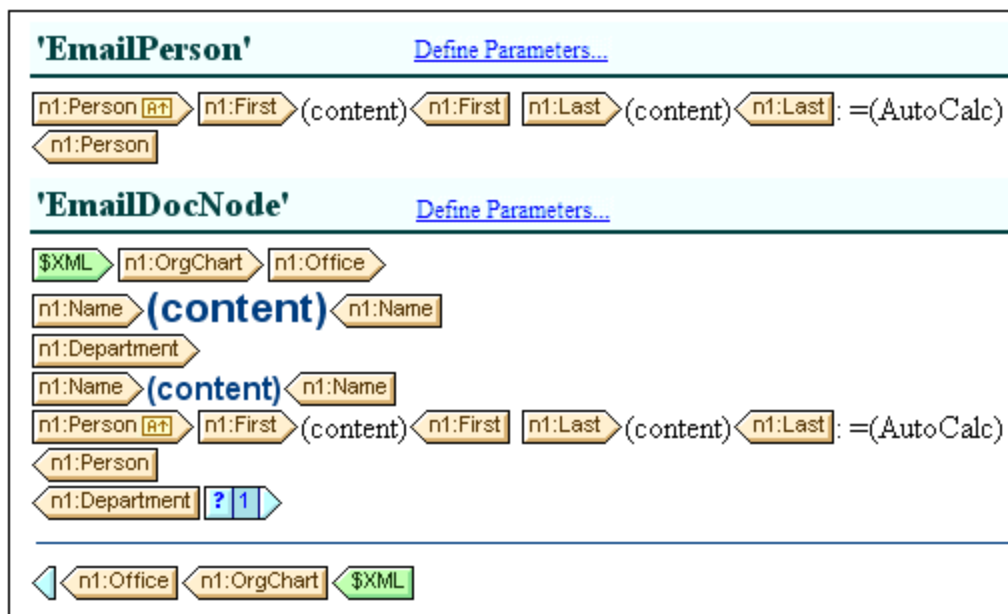 'EmailPerson' Define Parameters...
n1:Person A↑ n1:First (content) n1:First n1:Last (content) n1:Last : =(AutoCalc)
n1:Person
'EmailDocNode' Define Parameters...
$XML n1:OrgChart n1:Office
n1:Name (content) n1:Name
n1:Department
n1:Name (content) n1:Name
n1:Person A↑ n1:First (content) n1:First n1:Last (content) n1:Last : =(AutoCalc)
n1:Person
n1:Department ? 1
n1:Office n1:OrgChart $XML